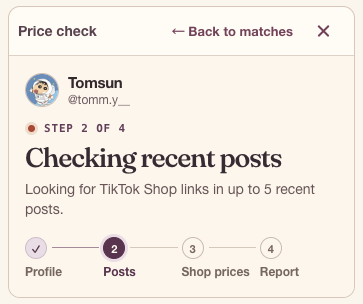 Price check
← Back to matches ✕
Tomsun
@tomm.y__
STEP 2 OF 4
Checking recent posts
Looking for TikTok Shop links in up to 5 recent
posts.
✓ 2 3 4
Profile Posts Shop prices Report